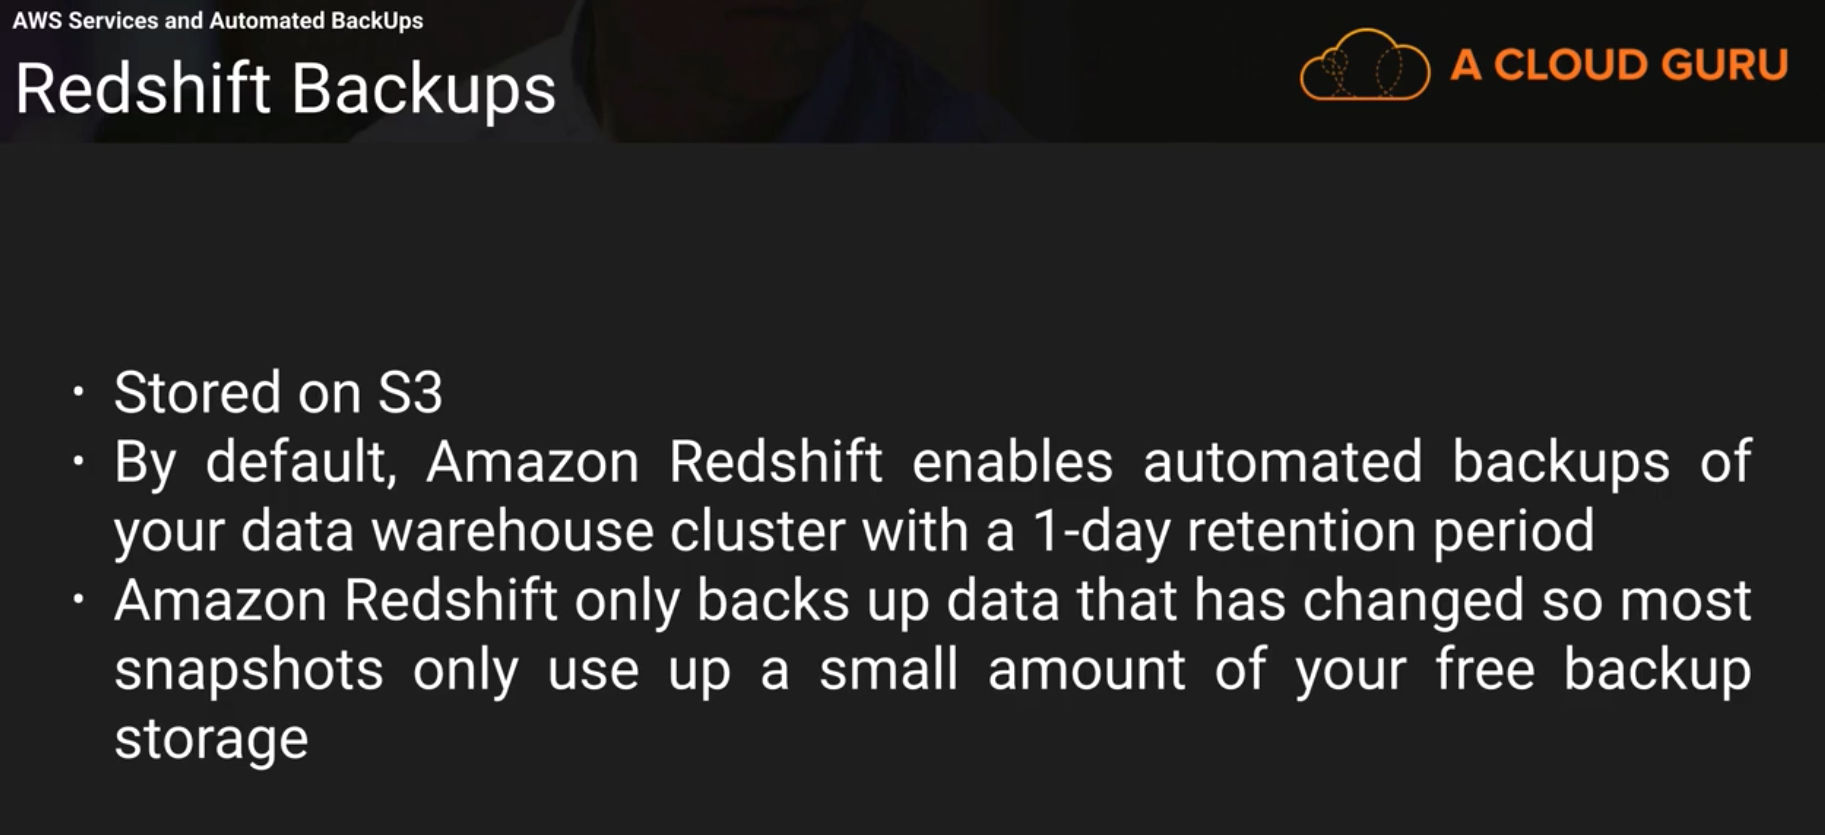 AWS Services and Automated BackUps
Redshift Backups
A CLOUD GURU
• Stored on S3
• By default, Amazon Redshift enables automated backups of
your data warehouse cluster with a 1-day retention period
• Amazon Redshift only backs up data that has changed so most
snapshots only use up a small amount of your free backup
storage